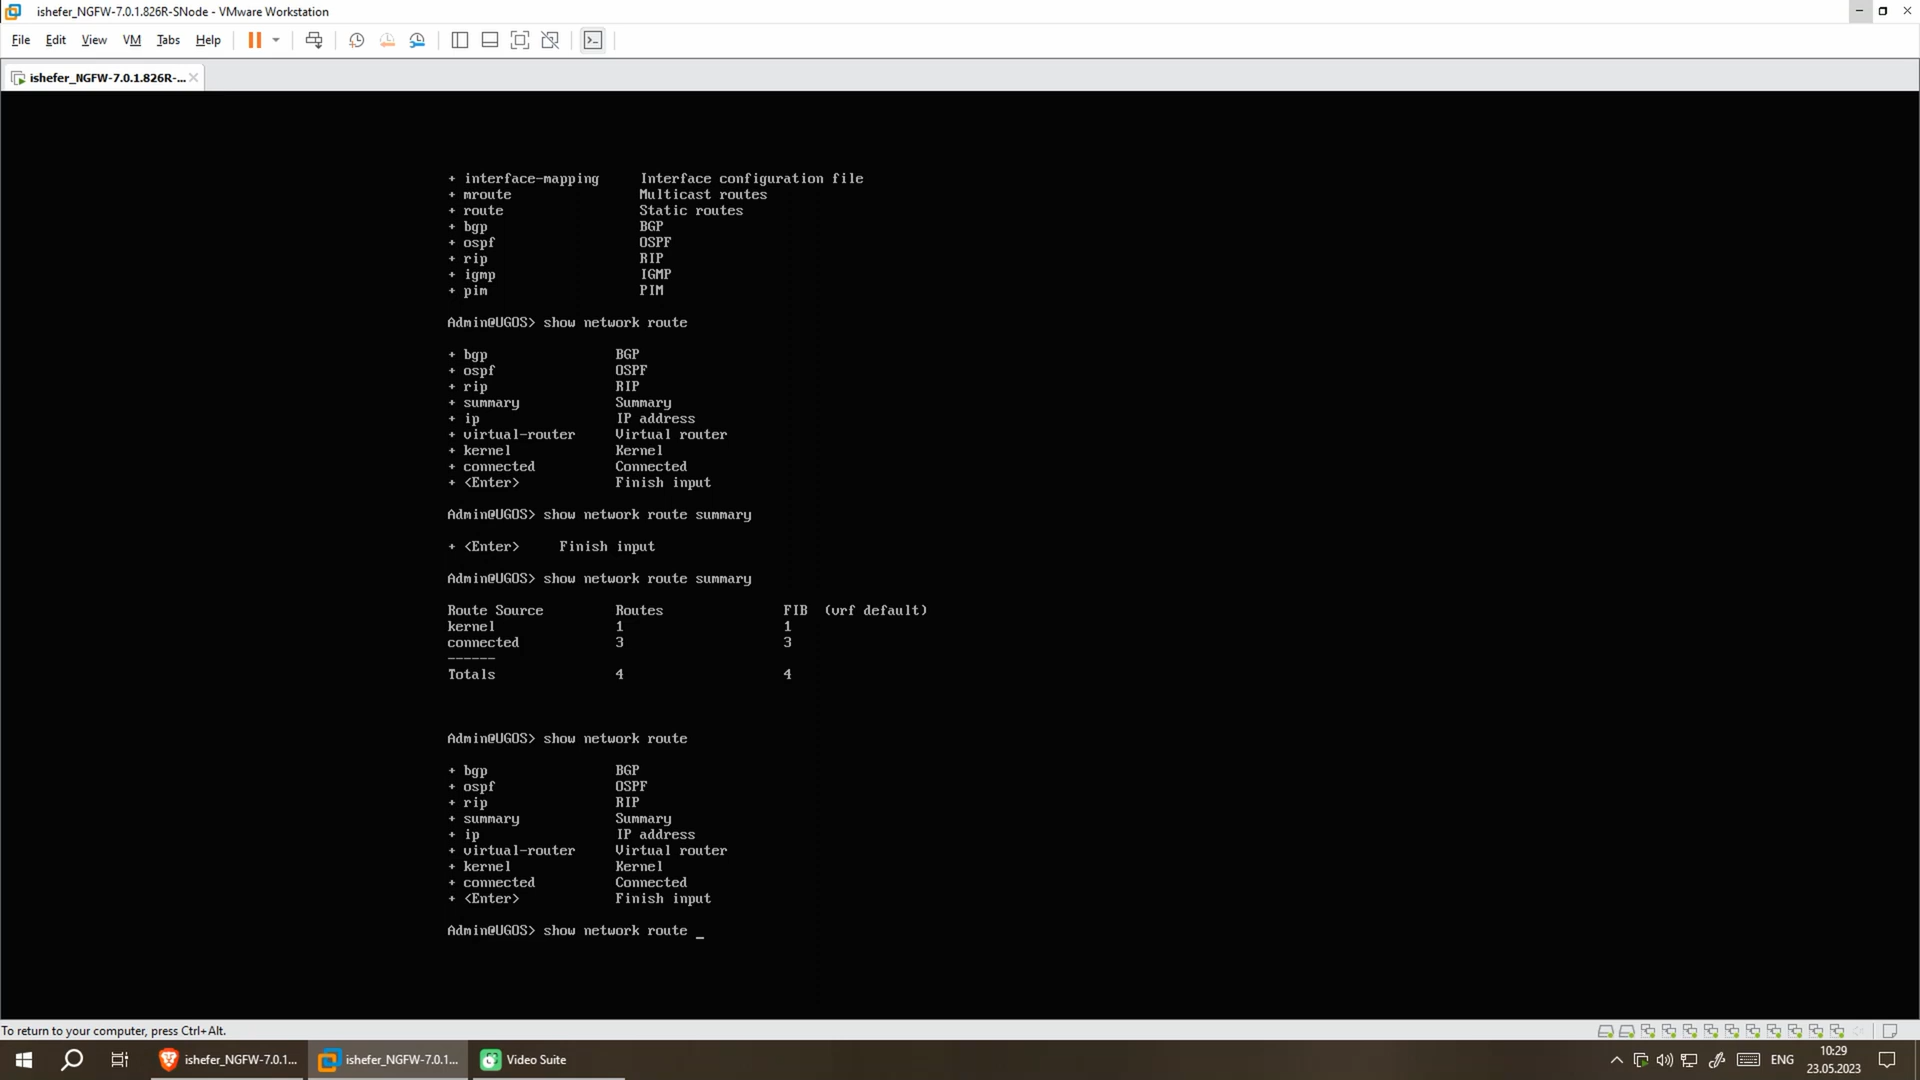 ishefer_NGFW-7.0.1.826R-SNode - VMware Workstation
File Edit View VM Tabs Help
ishefer_NGFW-7.0.1.826R-...
+ interface-mapping Interface configuration file
+ mroute Multicast routes
+ route Static routes
+ bgp BGP
+ ospf OSPF
+ rip RIP
+ igmp IGMP
+ pim PIM
Admin@UGOS> show network route
+ bgp BGP
+ ospf OSPF
+ rip RIP
+ summary Summary
+ ip IP address
+ virtual-router Virtual router
+ kernel Kernel
+ connected Connected
+ <Enter> Finish input
Admin@UGOS> show network route summary
+ <Enter> Finish input
Admin@UGOS> show network route summary
Route Source Routes FIB (vrf default)
kernel 1 1
connected 3 3
------
Totals 4 4
Admin@UGOS> show network route
+ bgp BGP
+ ospf OSPF
+ rip RIP
+ summary Summary
+ ip IP address
+ virtual-router Virtual router
+ kernel Kernel
+ connected Connected
+ <Enter> Finish input
Admin@UGOS> show network route _
To return to your computer, press Ctrl+Alt.
ishefer_NGFW-7.0.1... ishefer_NGFW-7.0.1... Video Suite ENG 10:29
23.05.2023